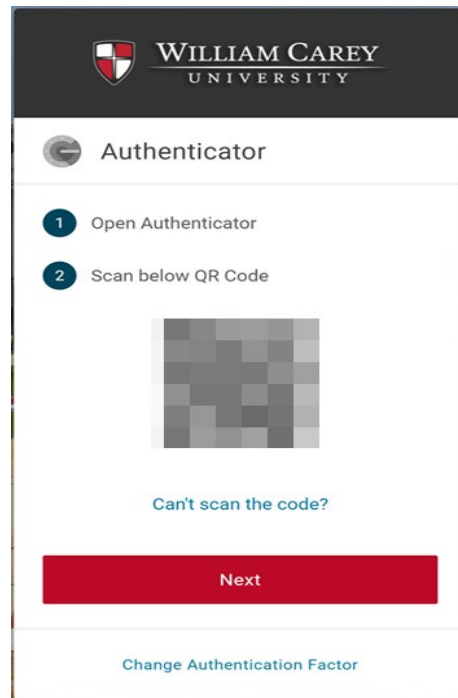 WILLIAM CAREY
UNIVERSITY
Authenticator
1 Open Authenticator
2 Scan below QR Code
Can't scan the code?
Next
Change Authentication Factor